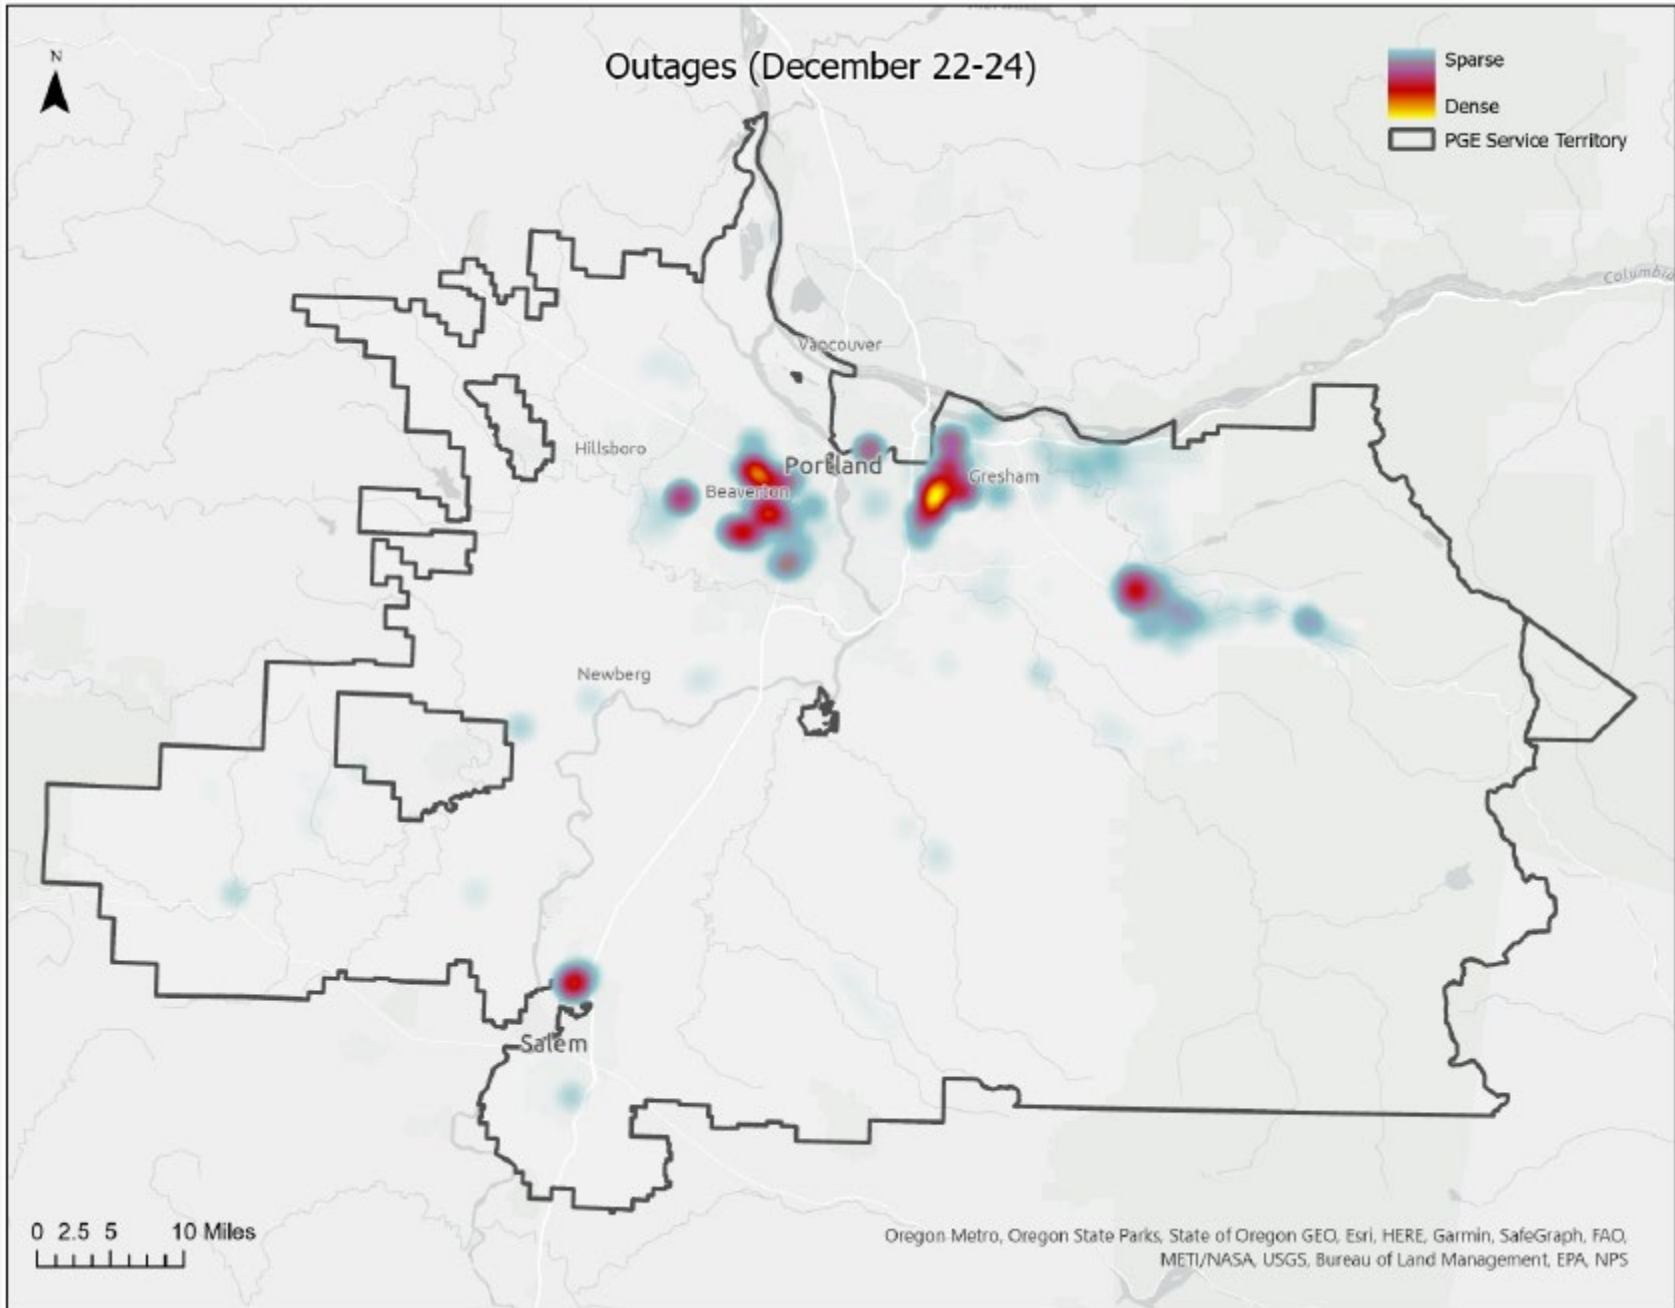 N
Outages (December 22-24)
Sparse
Dense
PGE Service Territory
Columbia
Vancouver
Hillsboro
Portland
Beaverton
Gresham
Newberg
Salem
0 2.5 5 10 Miles
Oregon Metro, Oregon State Parks, State of Oregon GEO, Esri, HERE, Garmin, SafeGraph, FAO,
METI/NASA, USGS, Bureau of Land Management, EPA, NPS